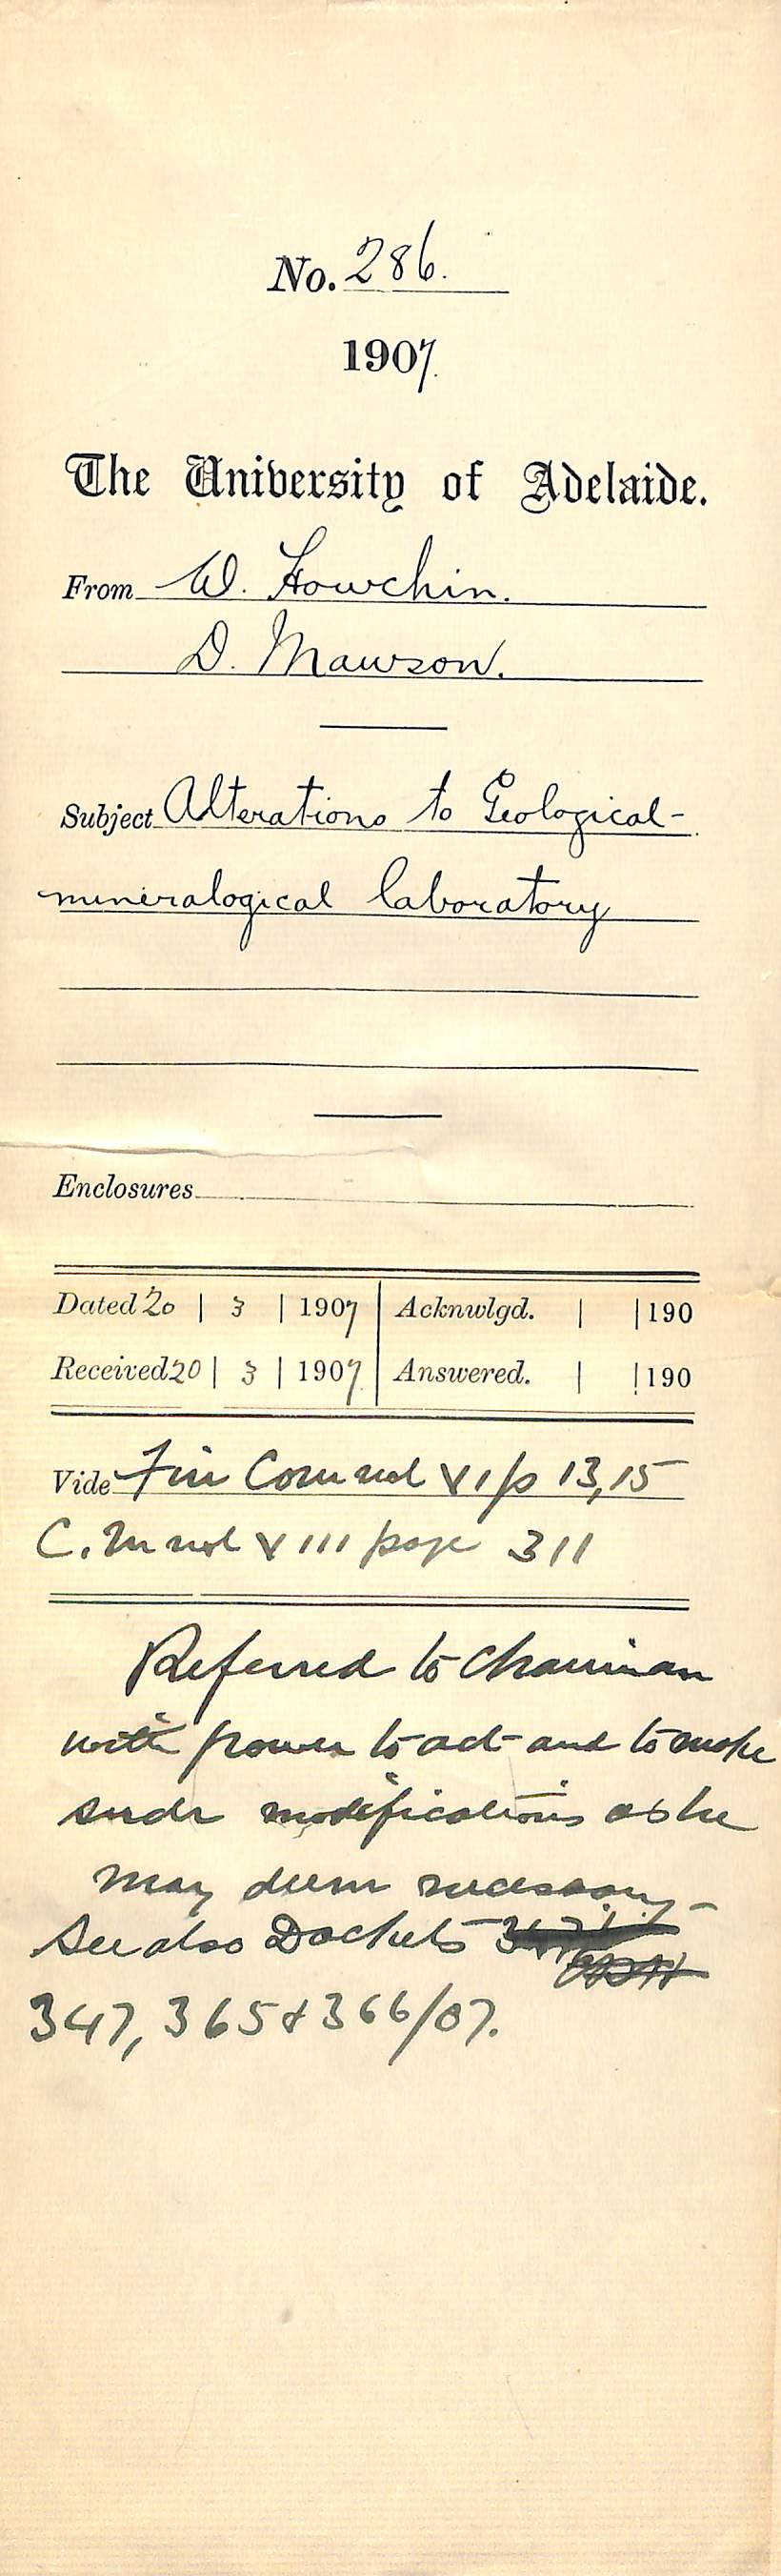 No. 286.
1907.
The University of Adelaide.
From W. Howchin.
D. Mawson.
Subject Alterations to Geological-
mineralogical laboratory
Enclosures
Dated 20 | 3 | 1907 | Acknwlgd. | | 190
Received 20 | 3 | 1907 | Answered. | | 190
Vide Fin Com vol VI p 13, 15
C. M vol VIII page 311
Referred to Chairman
with power to act and to make
such modifications as he
may deem necessary -
See also Dockets
347, 365 & 366/07.